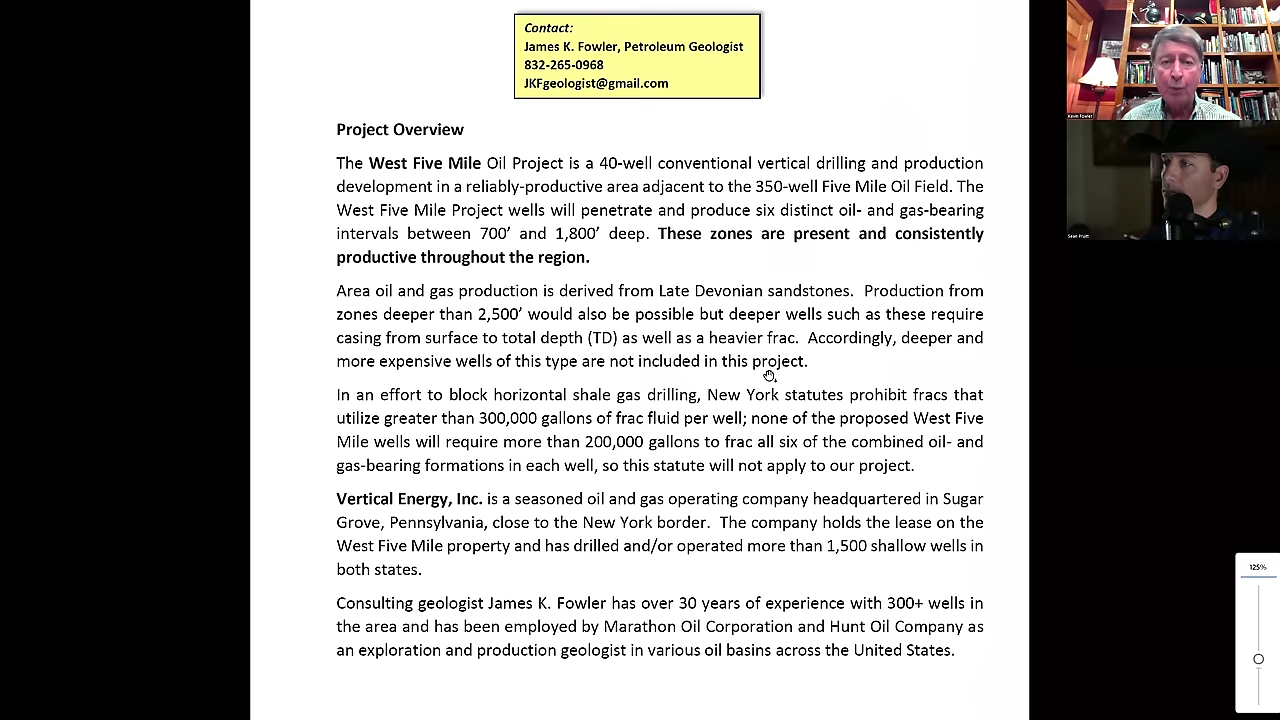 Contact:
James K. Fowler, Petroleum Geologist
832-265-0968
JKFgeologist@gmail.com
Project Overview
The West Five Mile Oil Project is a 40-well conventional vertical drilling and production
development in a reliably-productive area adjacent to the 350-well Five Mile Oil Field. The
West Five Mile Project wells will penetrate and produce six distinct oil- and gas-bearing
intervals between 700’ and 1,800’ deep. These zones are present and consistently
productive throughout the region.
Area oil and gas production is derived from Late Devonian sandstones. Production from
zones deeper than 2,500’ would also be possible but deeper wells such as these require
casing from surface to total depth (TD) as well as a heavier frac. Accordingly, deeper and
more expensive wells of this type are not included in this project.
In an effort to block horizontal shale gas drilling, New York statutes prohibit fracs that
utilize greater than 300,000 gallons of frac fluid per well; none of the proposed West Five
Mile wells will require more than 200,000 gallons to frac all six of the combined oil- and
gas-bearing formations in each well, so this statute will not apply to our project.
Vertical Energy, Inc. is a seasoned oil and gas operating company headquartered in Sugar
Grove, Pennsylvania, close to the New York border. The company holds the lease on the
West Five Mile property and has drilled and/or operated more than 1,500 shallow wells in
both states.
Consulting geologist James K. Fowler has over 30 years of experience with 300+ wells in
the area and has been employed by Marathon Oil Corporation and Hunt Oil Company as
an exploration and production geologist in various oil basins across the United States.
Kevin Fowler
Sean Pruitt
125%